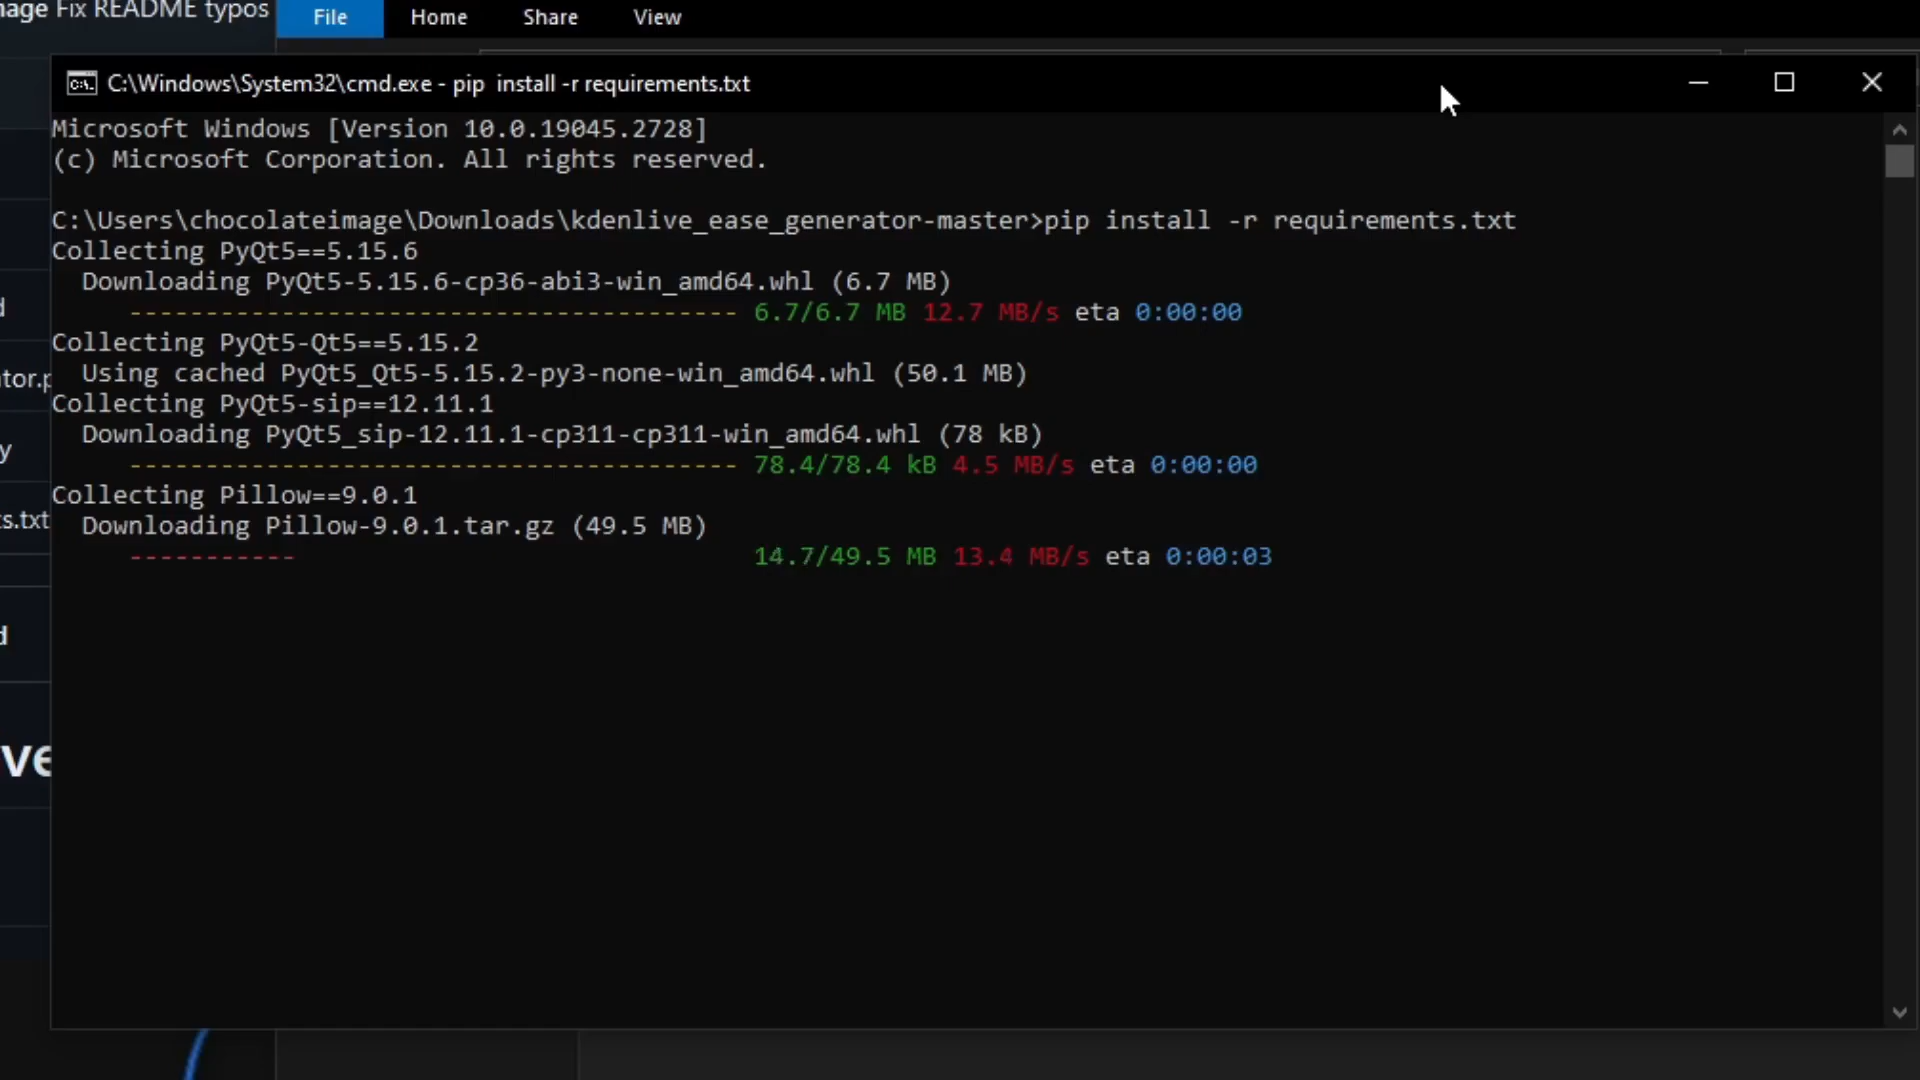 nage Fix README typos
File Home Share View
C:\Windows\System32\cmd.exe - pip  install -r requirements.txt
Microsoft Windows [Version 10.0.19045.2728]
(c) Microsoft Corporation. All rights reserved.
C:\Users\chocolateimage\Downloads\kdenlive_ease_generator-master>pip install -r requirements.txt
Collecting PyQt5==5.15.6
Downloading PyQt5-5.15.6-cp36-abi3-win_amd64.whl (6.7 MB)
---------------------------------------- 6.7/6.7 MB 12.7 MB/s eta 0:00:00
Collecting PyQt5-Qt5==5.15.2
Using cached PyQt5_Qt5-5.15.2-py3-none-win_amd64.whl (50.1 MB)
Collecting PyQt5-sip==12.11.1
Downloading PyQt5_sip-12.11.1-cp311-cp311-win_amd64.whl (78 kB)
---------------------------------------- 78.4/78.4 kB 4.5 MB/s eta 0:00:00
Collecting Pillow==9.0.1
Downloading Pillow-9.0.1.tar.gz (49.5 MB)
----------- 14.7/49.5 MB 13.4 MB/s eta 0:00:03
d
tor.p
y
s.txt
d
ve